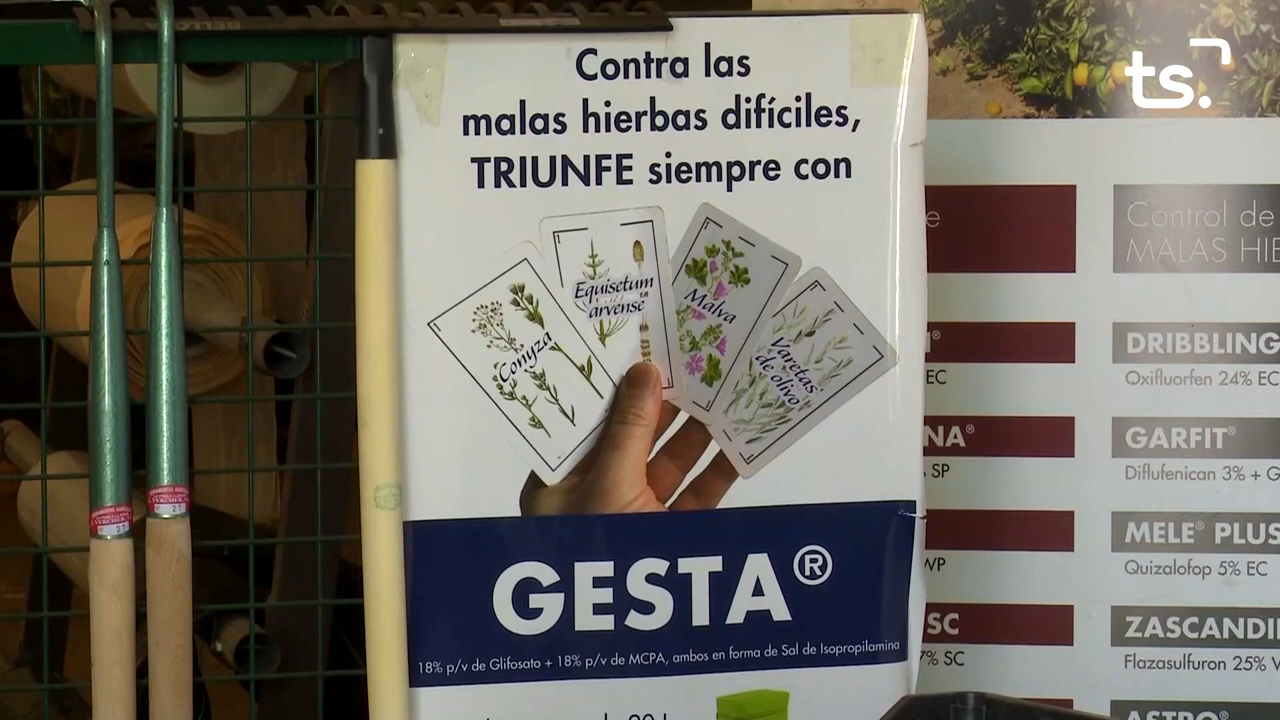 ts.
Contra las
malas hierbas difíciles,
TRIUNFE siempre con
Conyza
Equisetum
arvense
Malva
Varetas
de olivo
GESTA®
18% p/v de Glifosato + 18% p/v de MCPA, ambos en forma de Sal de Isopropilamina
EC
NA®
SP
WP
SC
7% SC
Control de
MALAS HIE
DRIBBLING
Oxifluorfen 24% EC
GARFIT®
Diflufenican 3% + G
MELE® PLUS
Quizalofop 5% EC
ZASCANDI
Flazasulfuron 25% W
ASTRO®